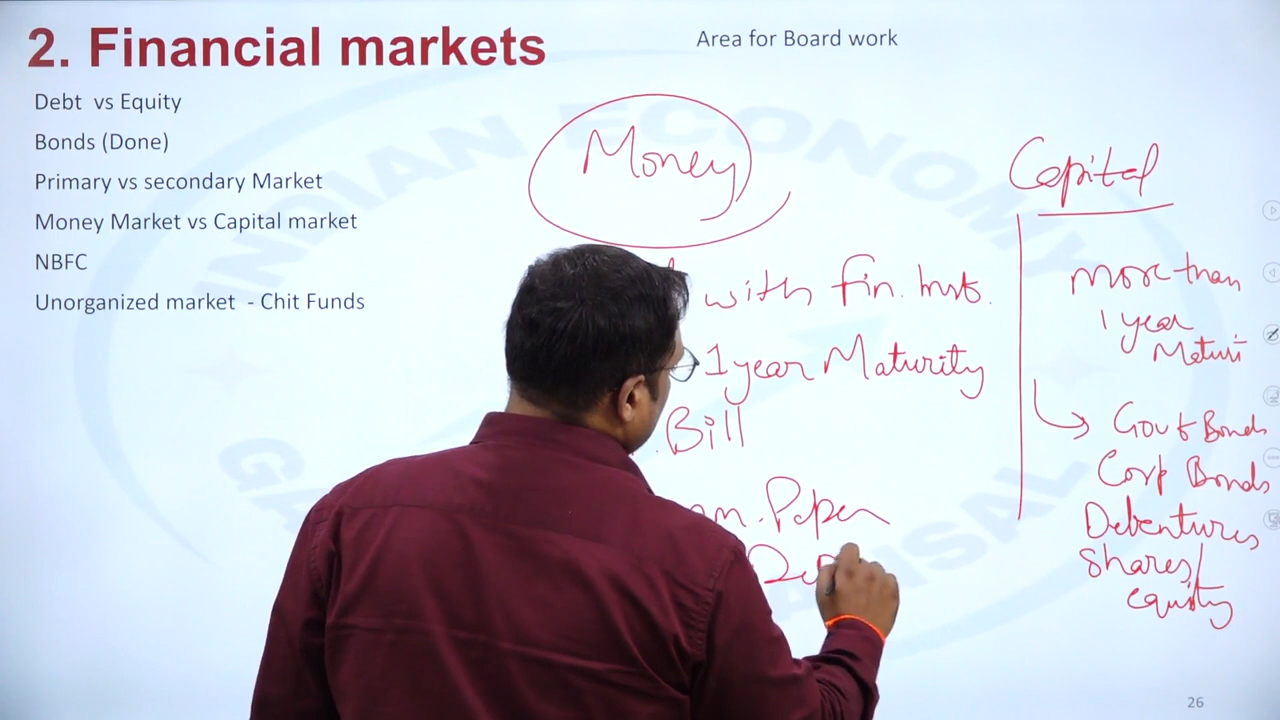 2. Financial markets
Area for Board work
Debt vs Equity
Bonds (Done)
Primary vs secondary Market
Money Market vs Capital market
NBFC
Unorganized market - Chit Funds
Money
with Fin. Inst.
1 year Maturity
Bill
Paper
Capital
More than
1 year
Govt Bonds
Corp Bonds
Debentures
Shares/
equity
INDIAN ECONOMY
26